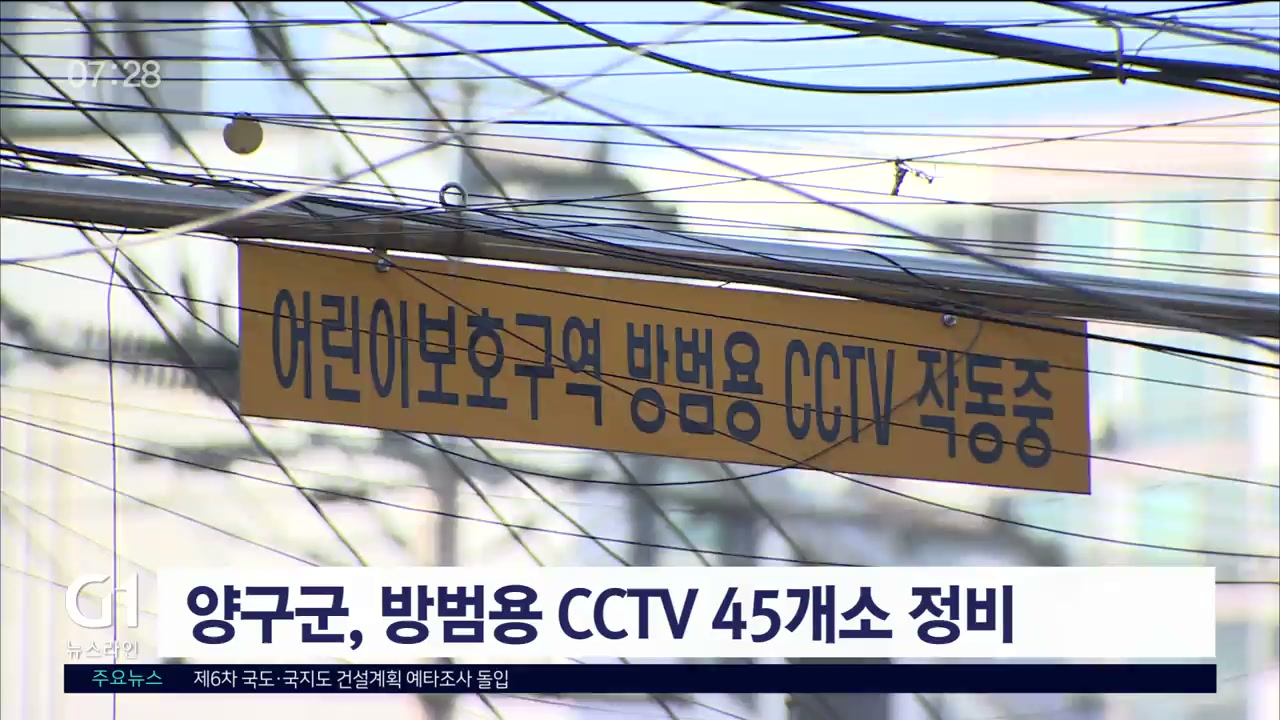 07:28
어린이보호구역 방범용 CCTV 작동중
G1
뉴스라인
양구군, 방범용 CCTV 45개소 정비
주요뉴스 제6차 국도·국지도 건설계획 예타조사 돌입